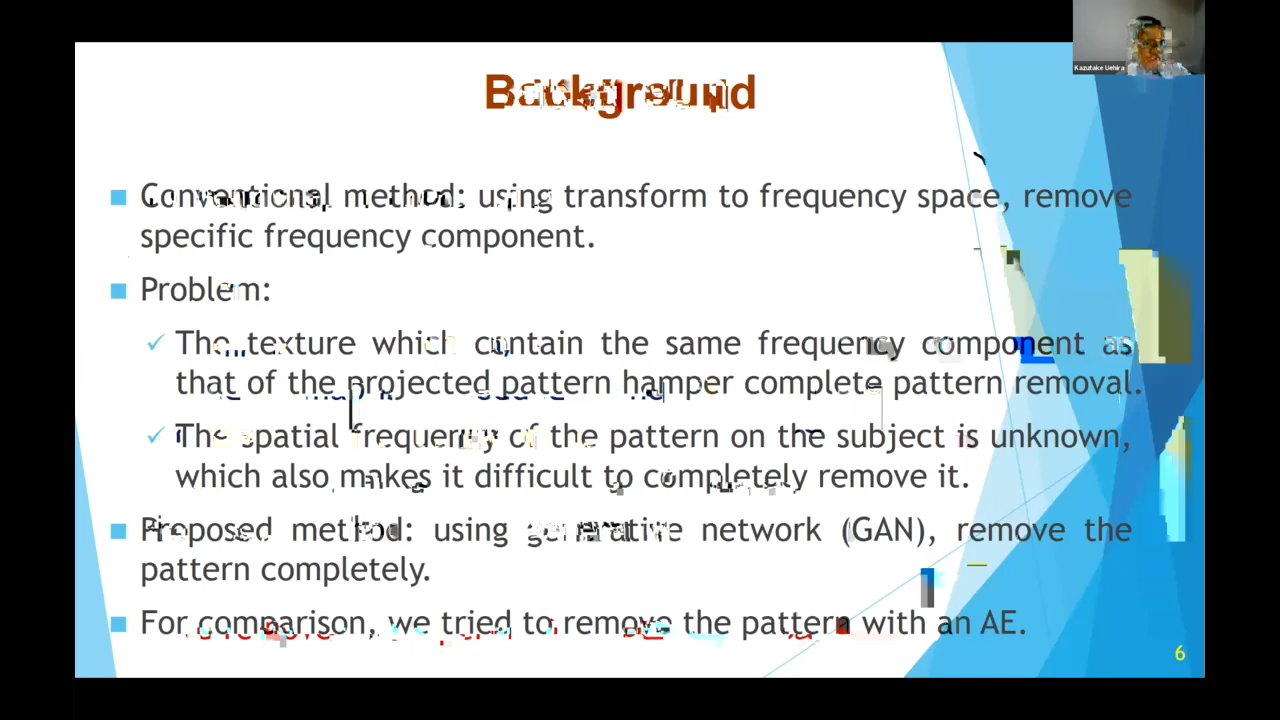 Kazutake Uehira
Background
Conventional method: using transform to frequency space, remove
specific frequency component.
Problem:
The texture which contain the same frequency component as
that of the projected pattern hamper complete pattern removal.
The spatial frequency of the pattern on the subject is unknown,
which also makes it difficult to completely remove it.
Proposed method: using generative network (GAN), remove the
pattern completely.
For comparison, we tried to remove the pattern with an AE.
6